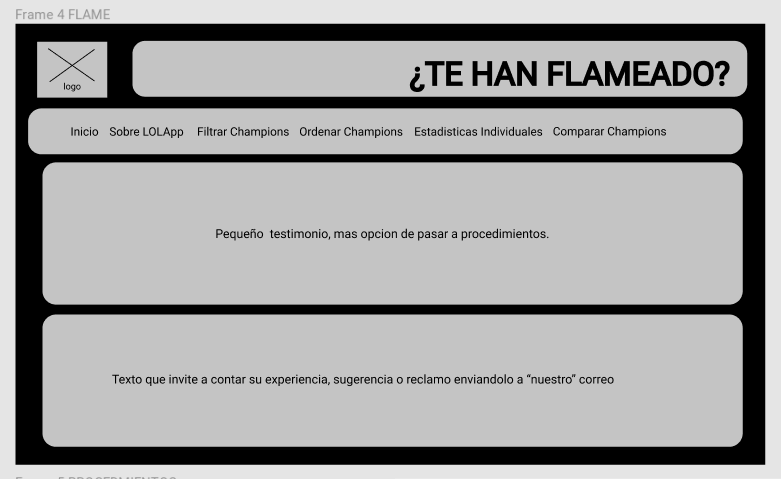 Frame 4 FLAME
logo
¿TE HAN FLAMEADO?
Inicio Sobre LOLApp Filtrar Champions Ordenar Champions Estadisticas Individuales Comparar Champions
Pequeño testimonio, mas opcion de pasar a procedimientos.
Texto que invite a contar su experiencia, sugerencia o reclamo enviandolo a “nuestro” correo